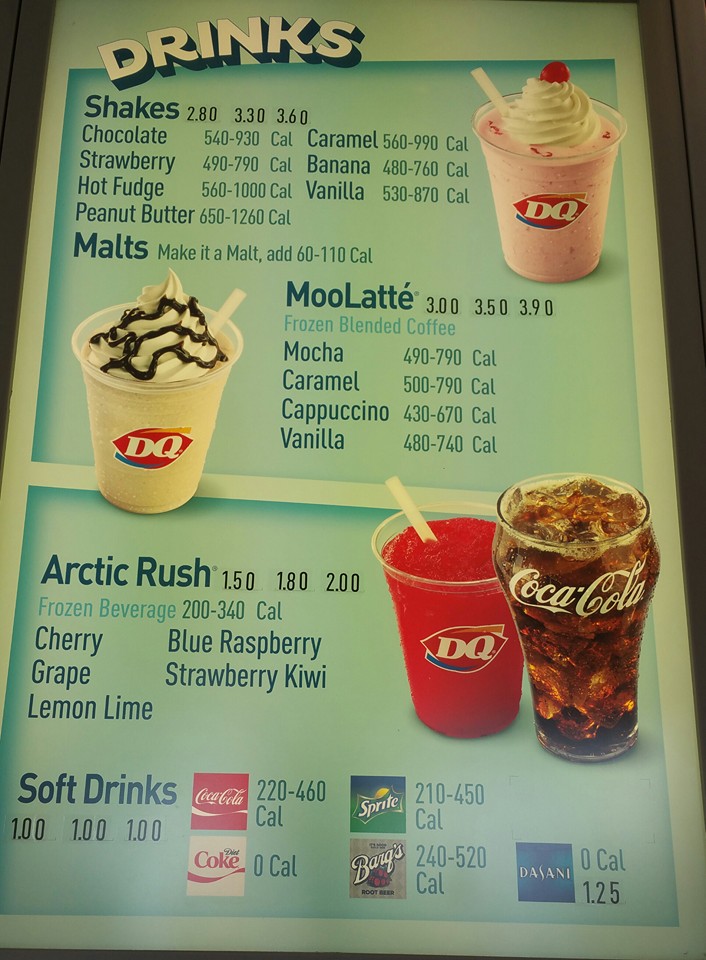 DRINKS
Shakes 2.80 3.30 3.60
Chocolate 540-930 Cal Caramel 560-990 Cal
Strawberry 490-790 Cal Banana 480-760 Cal
Hot Fudge 560-1000 Cal Vanilla 530-870 Cal
Peanut Butter 650-1260 Cal
Malts Make it a Malt, add 60-110 Cal
DQ
MooLatté® 3.00 3.50 3.90
Frozen Blended Coffee
Mocha 490-790 Cal
Caramel 500-790 Cal
Cappuccino 430-670 Cal
Vanilla 480-740 Cal
DQ
Arctic Rush® 1.50 1.80 2.00
Frozen Beverage 200-340 Cal
Cherry Blue Raspberry
Grape Strawberry Kiwi
Lemon Lime
DQ
Coca-Cola
Soft Drinks
1.00 1.00 1.00
Coca-Cola 220-460 Cal
Sprite 210-450 Cal
Diet Coke 0 Cal
Barq's ROOT BEER 240-520 Cal
DASANI 0 Cal
1.25